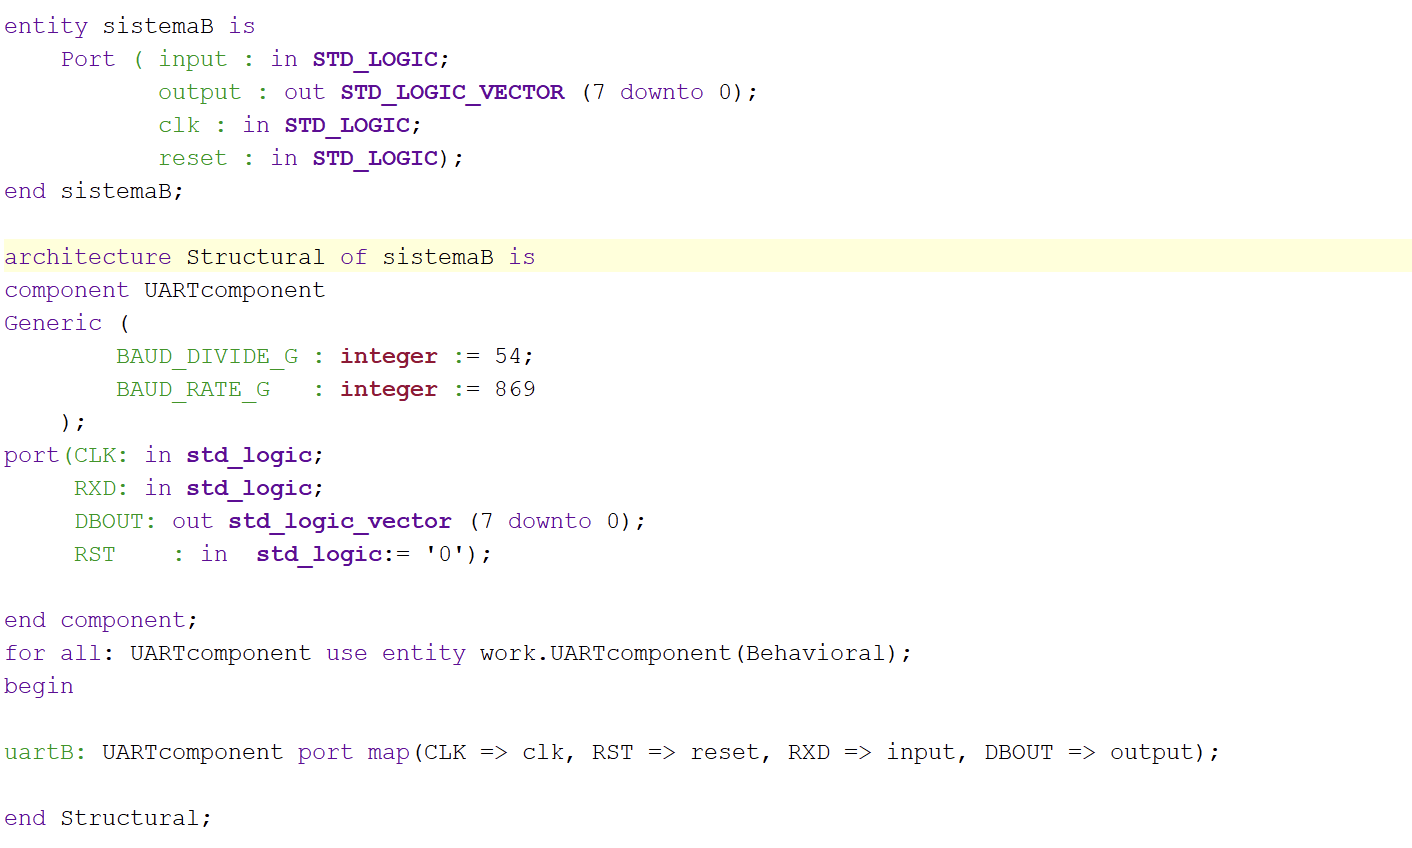 entity sistemaB is
    Port ( input : in STD_LOGIC;
           output : out STD_LOGIC_VECTOR (7 downto 0);
           clk : in STD_LOGIC;
           reset : in STD_LOGIC);
end sistemaB;
architecture Structural of sistemaB is
component UARTcomponent
Generic (
        BAUD_DIVIDE_G : integer := 54;
        BAUD_RATE_G   : integer := 869
    );
port(CLK: in std_logic;
     RXD: in std_logic;
     DBOUT: out std_logic_vector (7 downto 0);
     RST    : in  std_logic:= '0');
end component;
for all: UARTcomponent use entity work.UARTcomponent(Behavioral);
begin
uartB: UARTcomponent port map(CLK => clk, RST => reset, RXD => input, DBOUT => output);
end Structural;